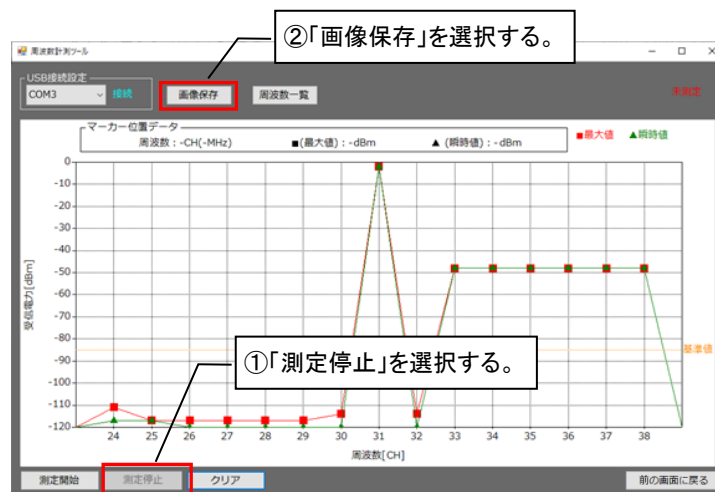 ②「画像保存」を選択する。
周波数計測ツール
USB接続設定
COM3 接続 画像保存 周波数一覧 未測定
マーカー位置データ
周波数：-CH(-MHz) ■(最大値)：-dBm ▲ (瞬時値)：-dBm
■最大値 ▲瞬時値
0
-10
-20
-30
-40
-50
-60
-70
-80
-90
-100
-110
-120
受信電力[dBm]
基準値
①「測定停止」を選択する。
24 25 26 27 28 29 30 31 32 33 34 35 36 37 38
周波数[CH]
測定開始 測定停止 クリア 前の画面に戻る